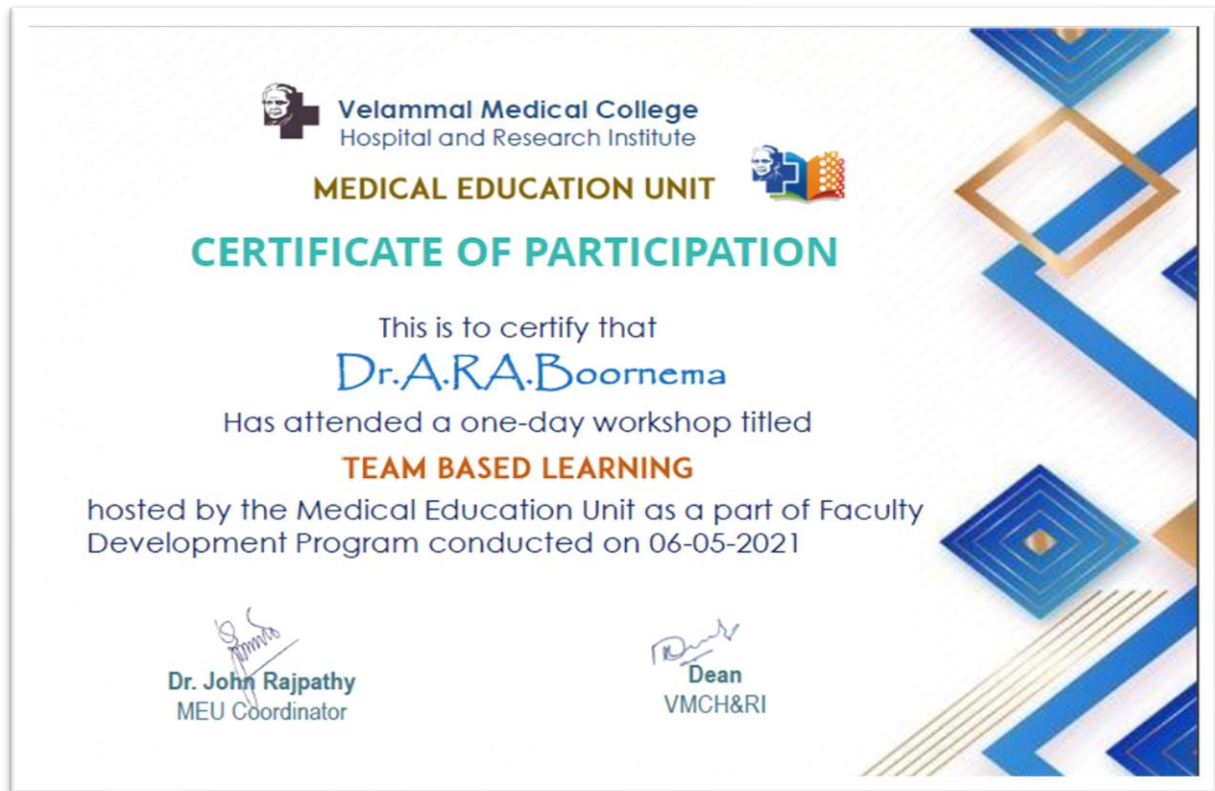 Velammal Medical College
Hospital and Research Institute
MEDICAL EDUCATION UNIT
CERTIFICATE OF PARTICIPATION
This is to certify that
Dr.A.RA.Boornema
Has attended a one-day workshop titled
TEAM BASED LEARNING
hosted by the Medical Education Unit as a part of Faculty
Development Program conducted on 06-05-2021
Dr. John Rajpathy
MEU Coordinator
Dean
VMCH&RI